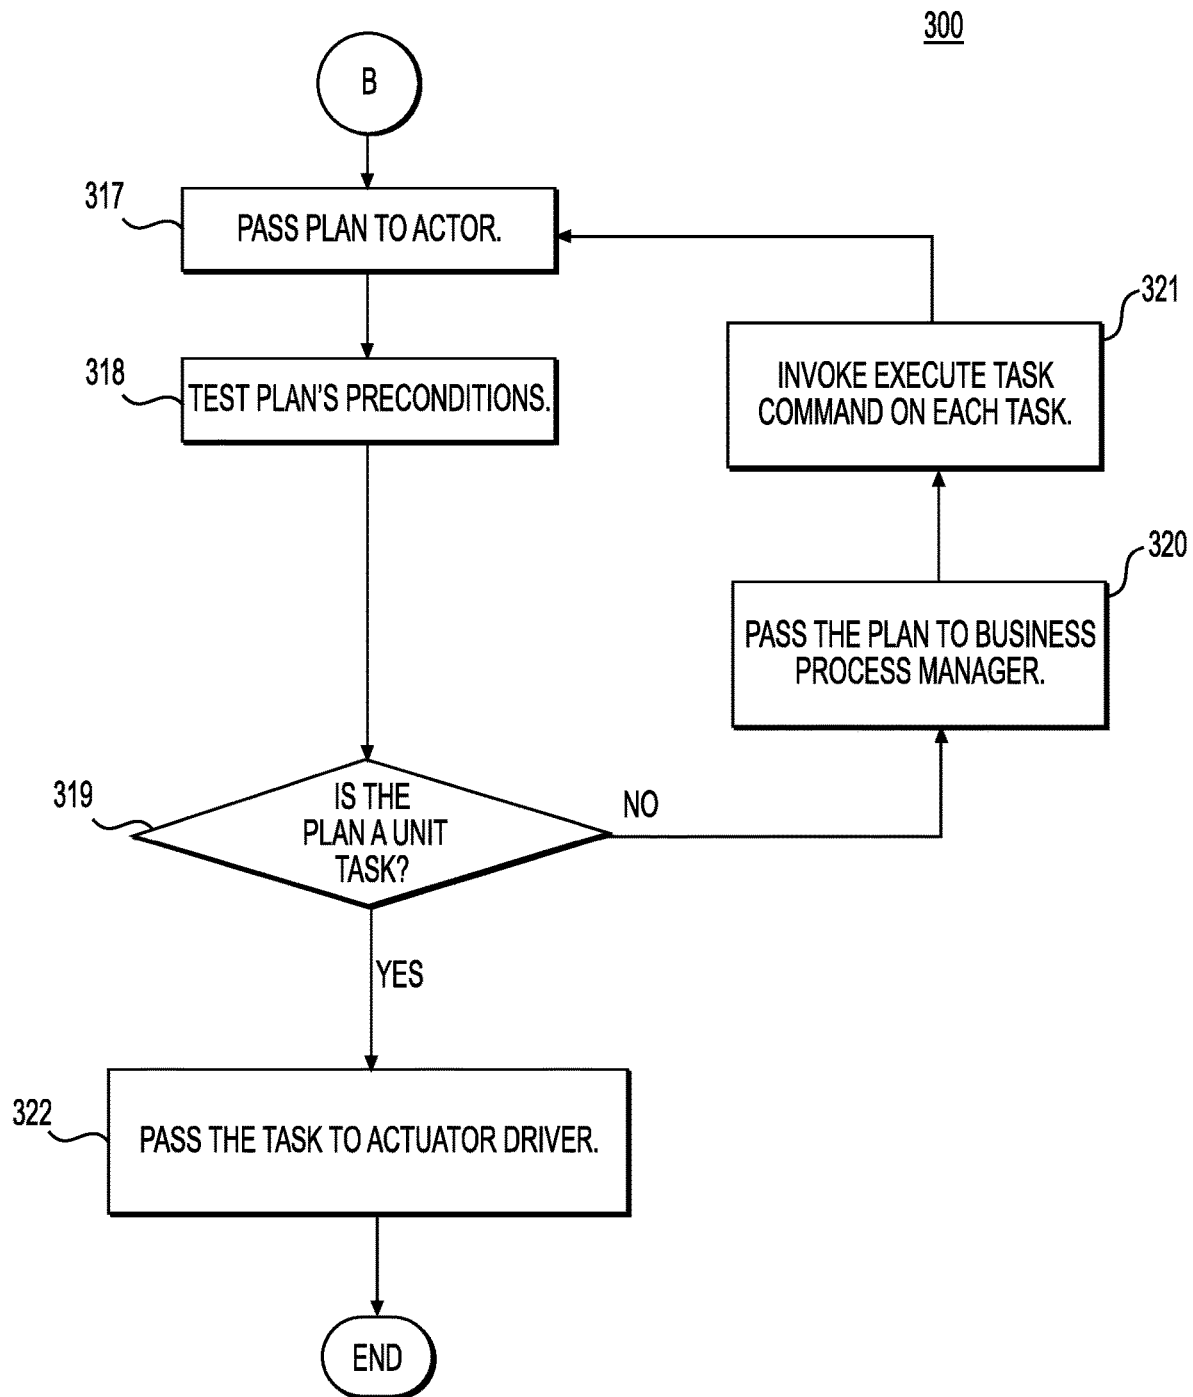 300
B
317
PASS PLAN TO ACTOR.
321
INVOKE EXECUTE TASK
COMMAND ON EACH TASK.
318
TEST PLAN'S PRECONDITIONS.
320
PASS THE PLAN TO BUSINESS
PROCESS MANAGER.
319
IS THE
PLAN A UNIT
TASK?
NO
YES
322
PASS THE TASK TO ACTUATOR DRIVER.
END